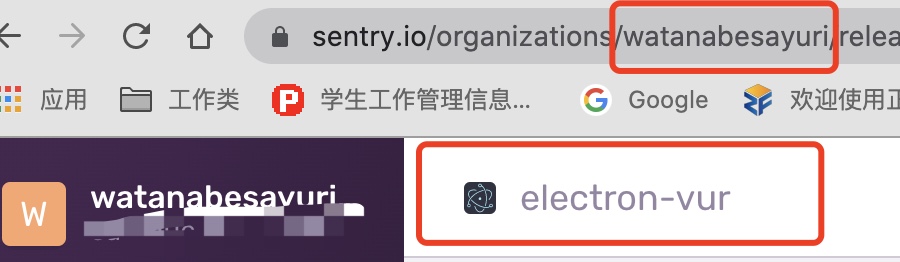 sentry.io/organizations/watanabesayuri/relea
应用 工作类 学生工作管理信息... Google 欢迎使用正
W watanabesayuri electron-vur